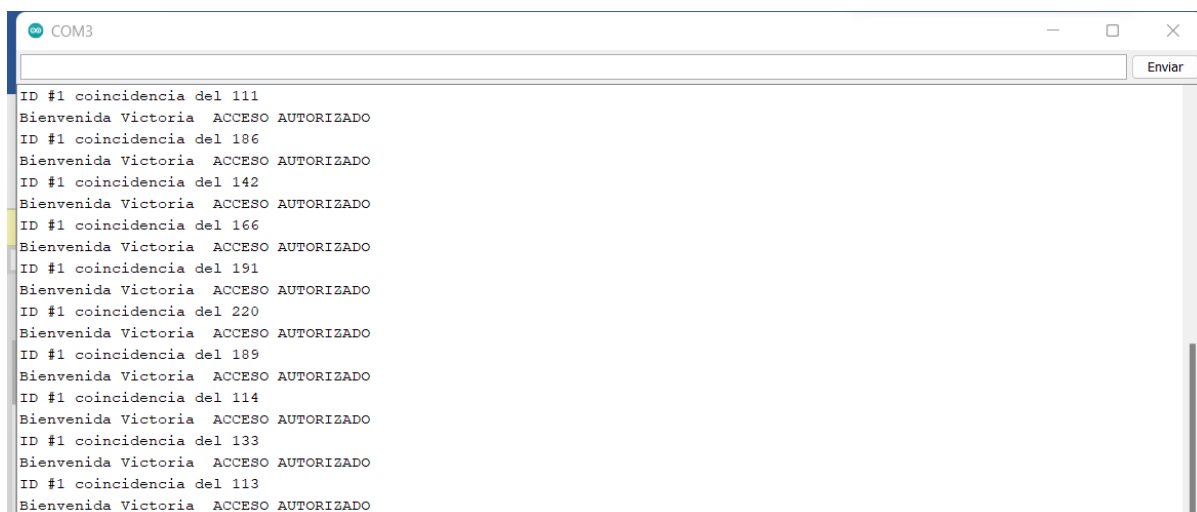 COM3
Enviar
ID #1 coincidencia del 111
Bienvenida Victoria  ACCESO AUTORIZADO
ID #1 coincidencia del 186
Bienvenida Victoria  ACCESO AUTORIZADO
ID #1 coincidencia del 142
Bienvenida Victoria  ACCESO AUTORIZADO
ID #1 coincidencia del 166
Bienvenida Victoria  ACCESO AUTORIZADO
ID #1 coincidencia del 191
Bienvenida Victoria  ACCESO AUTORIZADO
ID #1 coincidencia del 220
Bienvenida Victoria  ACCESO AUTORIZADO
ID #1 coincidencia del 189
Bienvenida Victoria  ACCESO AUTORIZADO
ID #1 coincidencia del 114
Bienvenida Victoria  ACCESO AUTORIZADO
ID #1 coincidencia del 133
Bienvenida Victoria  ACCESO AUTORIZADO
ID #1 coincidencia del 113
Bienvenida Victoria  ACCESO AUTORIZADO